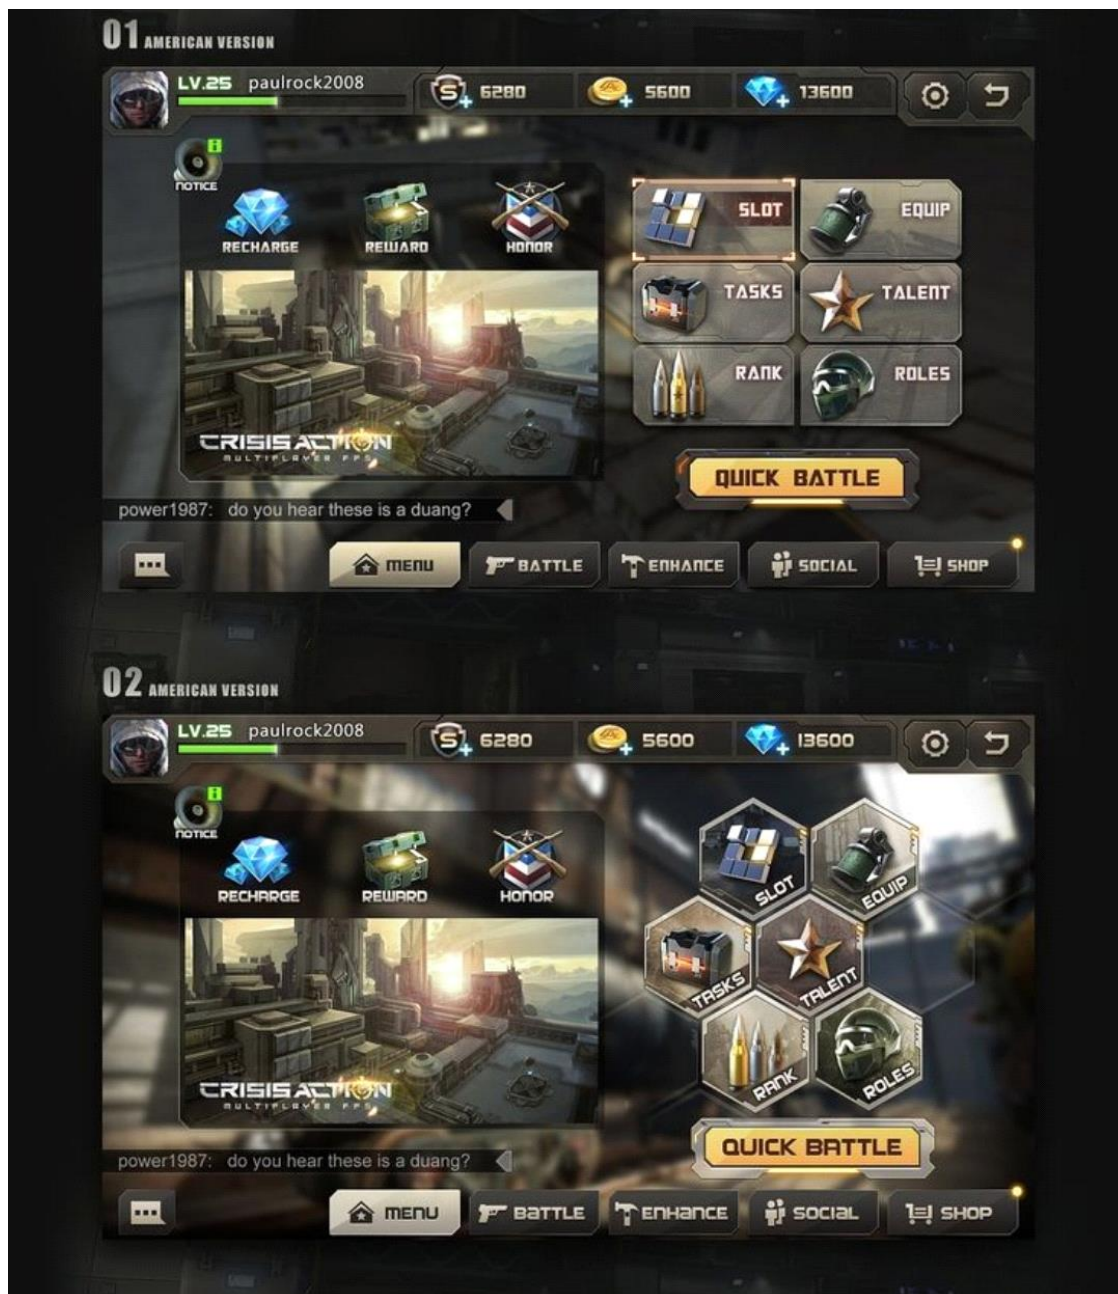 01 AMERICAN VERSION
LV.25 paulrock2008 S 6280 5600 13600
NOTICE
RECHARGE REWARD HONOR
SLOT EQUIP
TASKS TALENT
RANK ROLES
CRISIS ACTION
MULTIPLAYER FPS
QUICK BATTLE
power1987: do you hear these is a duang?
MENU BATTLE ENHANCE SOCIAL SHOP
02 AMERICAN VERSION
LV.25 paulrock2008 S 6280 5600 13600
NOTICE
RECHARGE REWARD HONOR
SLOT EQUIP
TASKS TALENT
RANK ROLES
CRISIS ACTION
MULTIPLAYER FPS
QUICK BATTLE
power1987: do you hear these is a duang?
MENU BATTLE ENHANCE SOCIAL SHOP